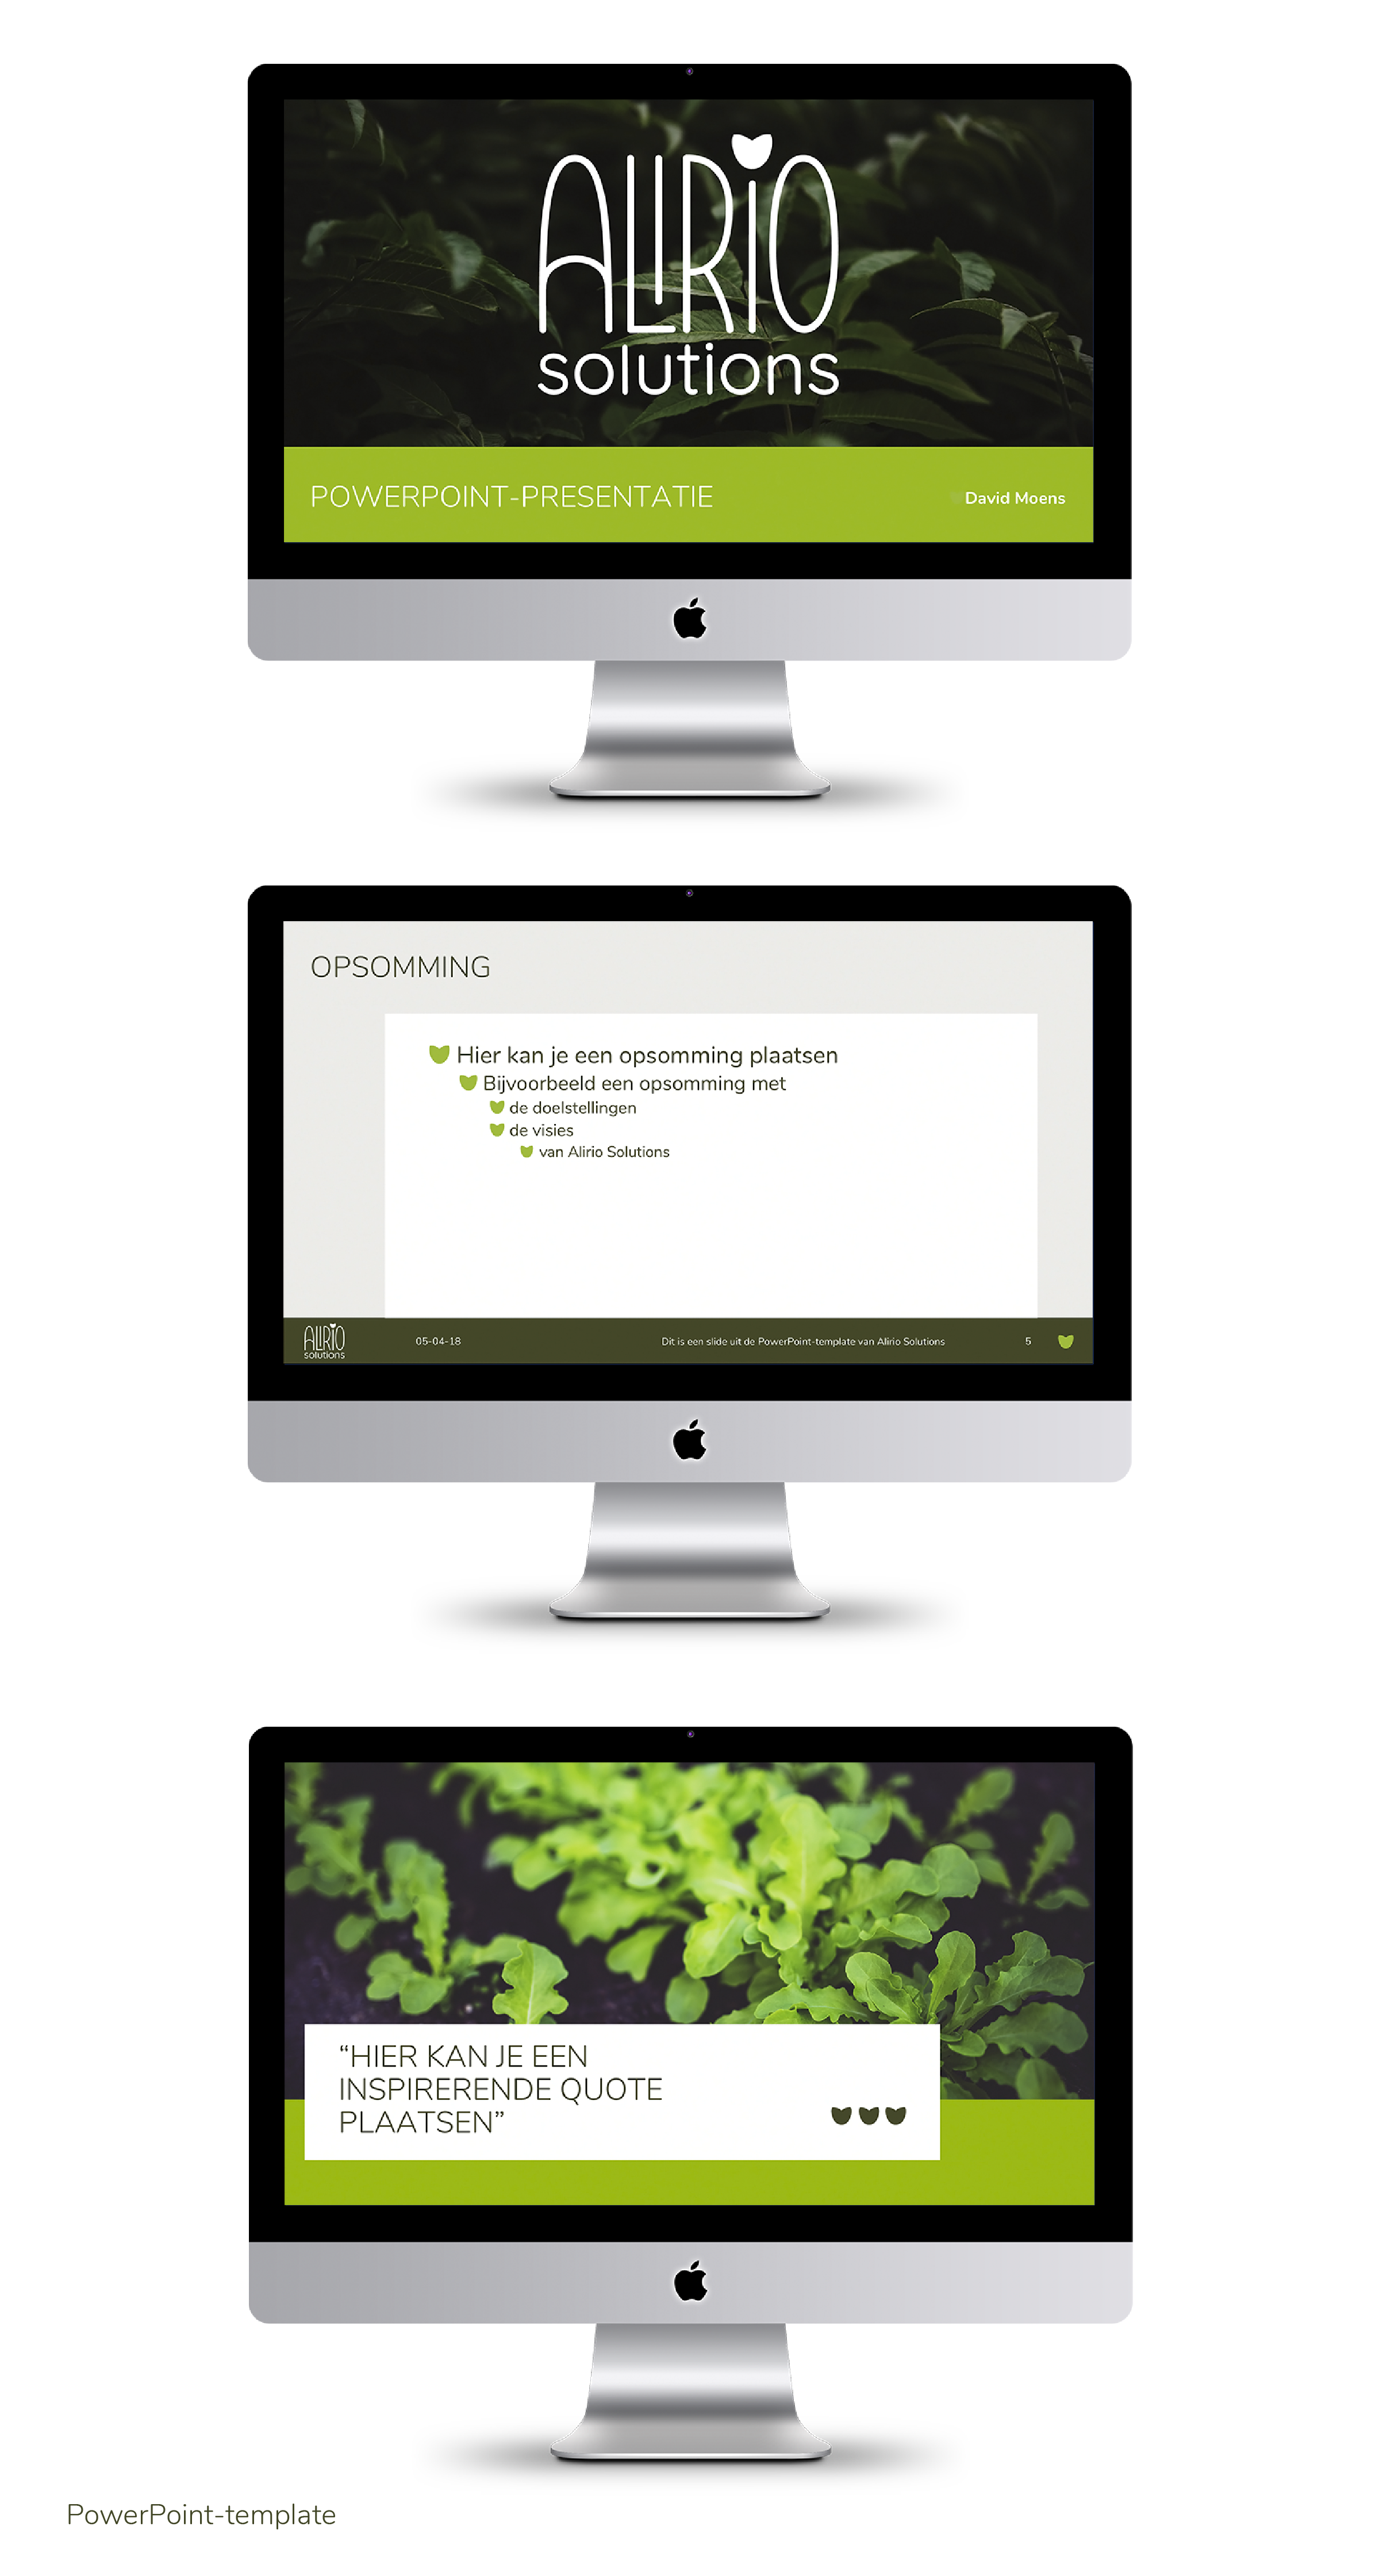 ALIRIO
solutions
POWERPOINT-PRESENTATIE
David Moens
OPSOMMING
Hier kan je een opsomming plaatsen
Bijvoorbeeld een opsomming met
de doelstellingen
de visies
van Alirio Solutions
ALIRIO
solutions
05-04-18
Dit is een slide uit de PowerPoint-template van Alirio Solutions
5
“HIER KAN JE EEN
INSPIRERENDE QUOTE
PLAATSEN”
PowerPoint-template